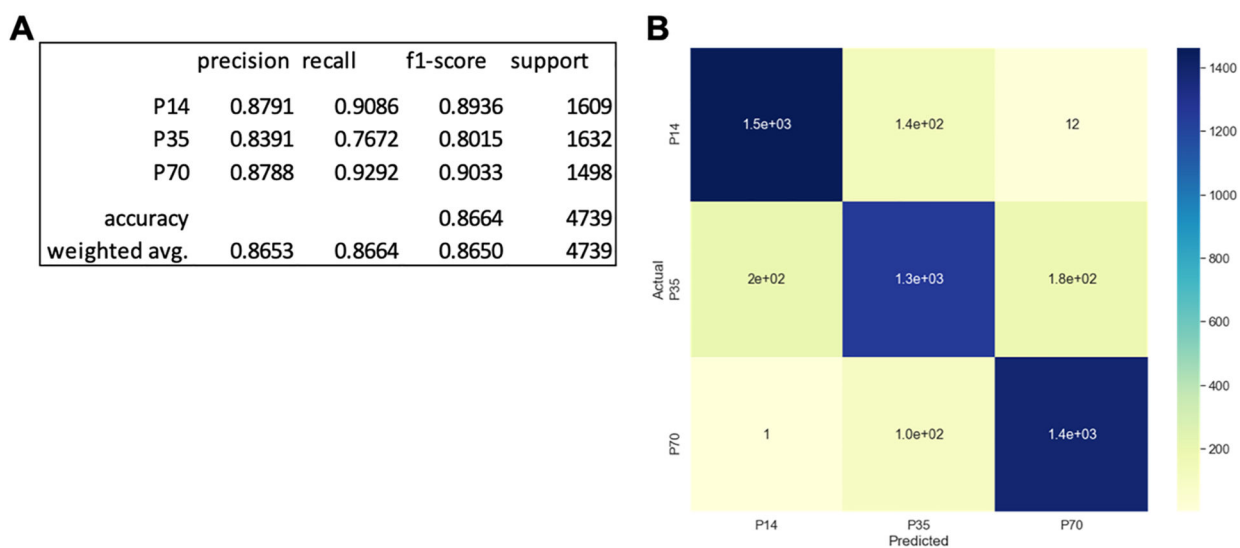 A
precision recall f1-score support
P14 0.8791 0.9086 0.8936 1609
P35 0.8391 0.7672 0.8015 1632
P70 0.8788 0.9292 0.9033 1498
accuracy 0.8664 4739
weighted avg. 0.8653 0.8664 0.8650 4739
B
P14 1.5e+03 1.4e+02 12
Actual
P35 2e+02 1.3e+03 1.8e+02
P70 1 1.0e+02 1.4e+03
P14 P35 P70
Predicted
1400
1200
1000
800
600
400
200